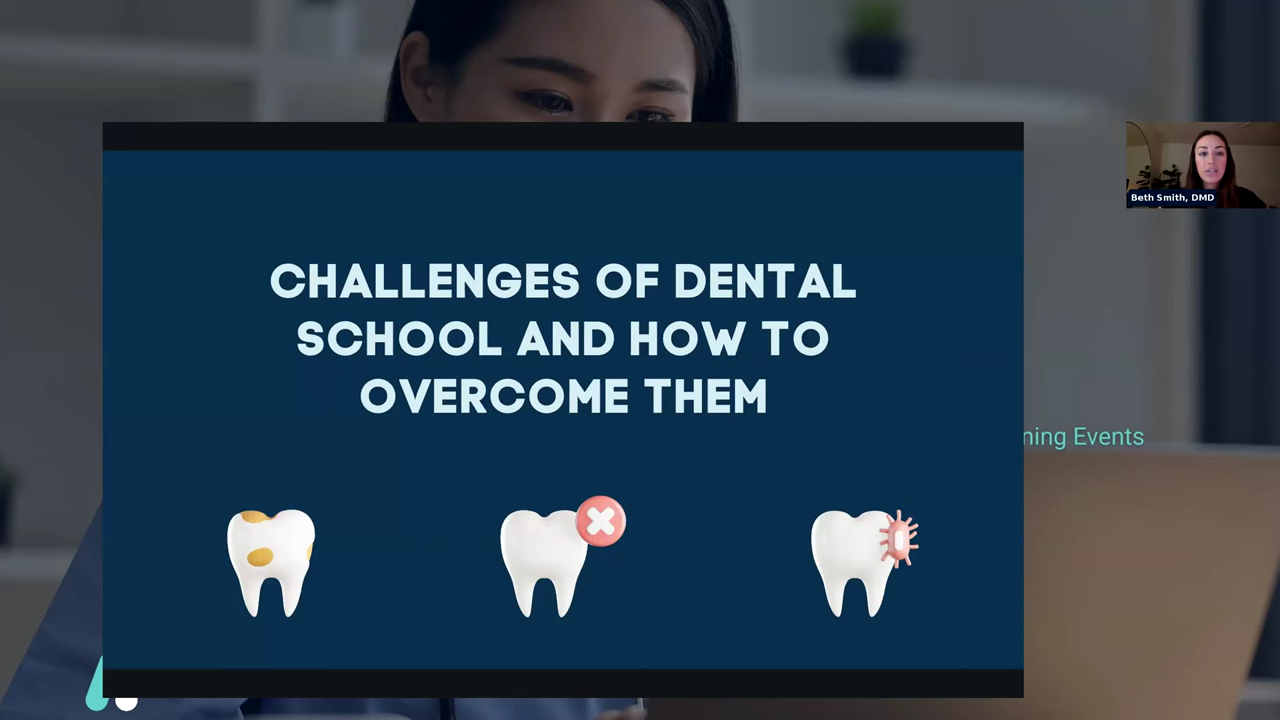 CHALLENGES OF DENTAL
SCHOOL AND HOW TO
OVERCOME THEM
Beth Smith, DMD
ning Events